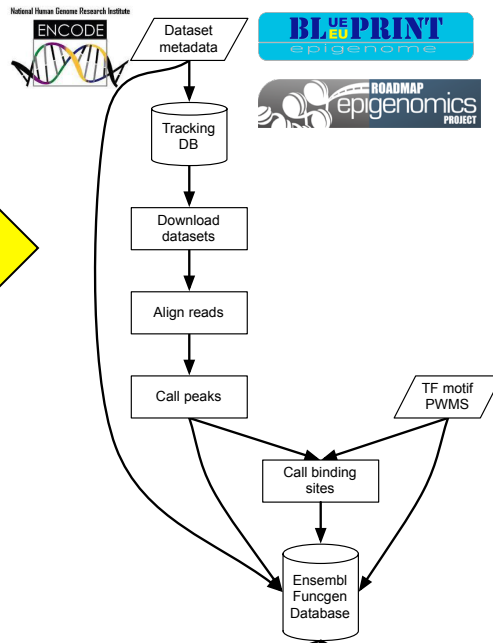 National Human Genome Research Institute
ENCODE
Dataset
metadata
BLUEPRINT
EU
epigenome
ROADMAP
epigenomics
PROJECT
Tracking
DB
Download
datasets
Align reads
Call peaks
TF motif
PWMS
Call binding
sites
Ensembl
Funcgen
Database